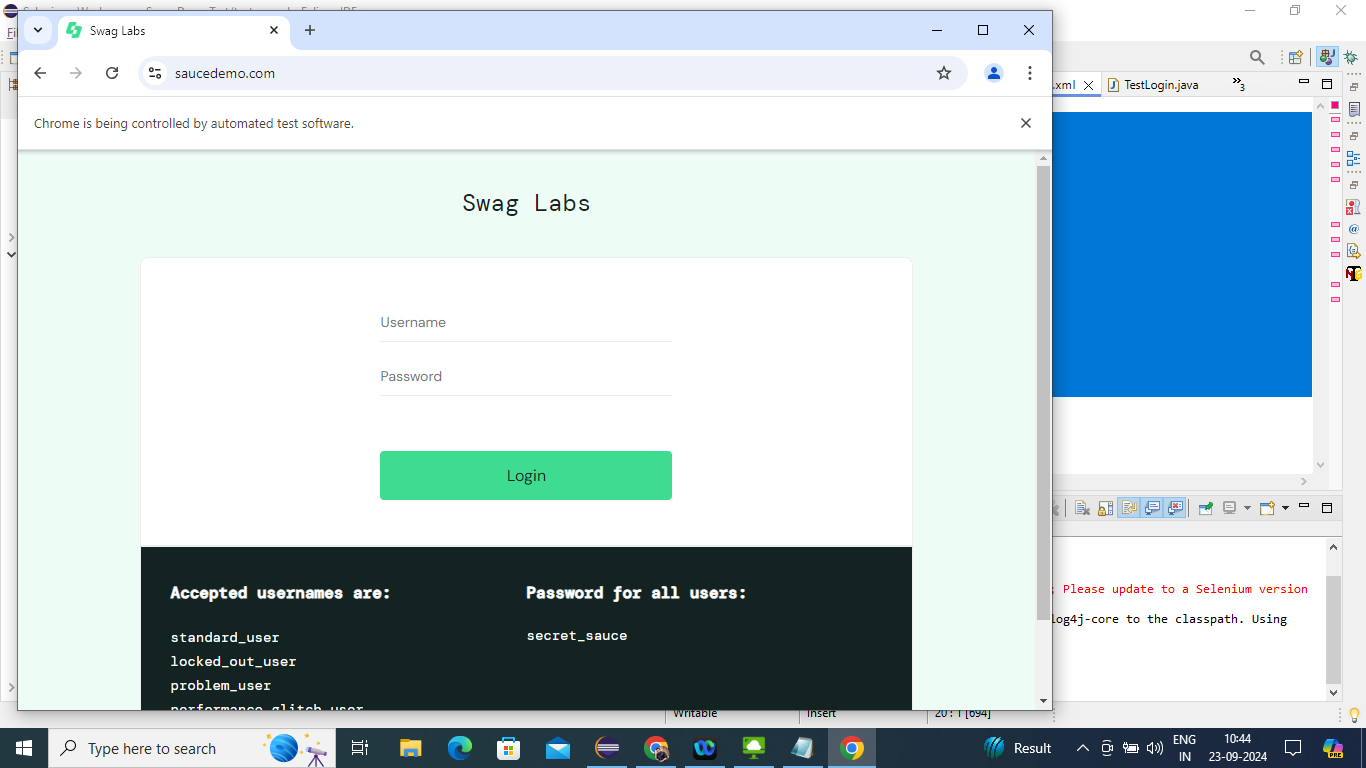 Swag Labs
saucedemo.com
Chrome is being controlled by automated test software.
Swag Labs
Username
Password
Login
Accepted usernames are:
standard_user
locked_out_user
problem_user
performance_glitch_user
Password for all users:
secret_sauce
.xml
TestLogin.java
3
; Please update to a Selenium version
log4j-core to the classpath. Using
Writable
Insert
20 : 1 [694]
Type here to search
Result
ENG
IN
10:44
23-09-2024
PRE